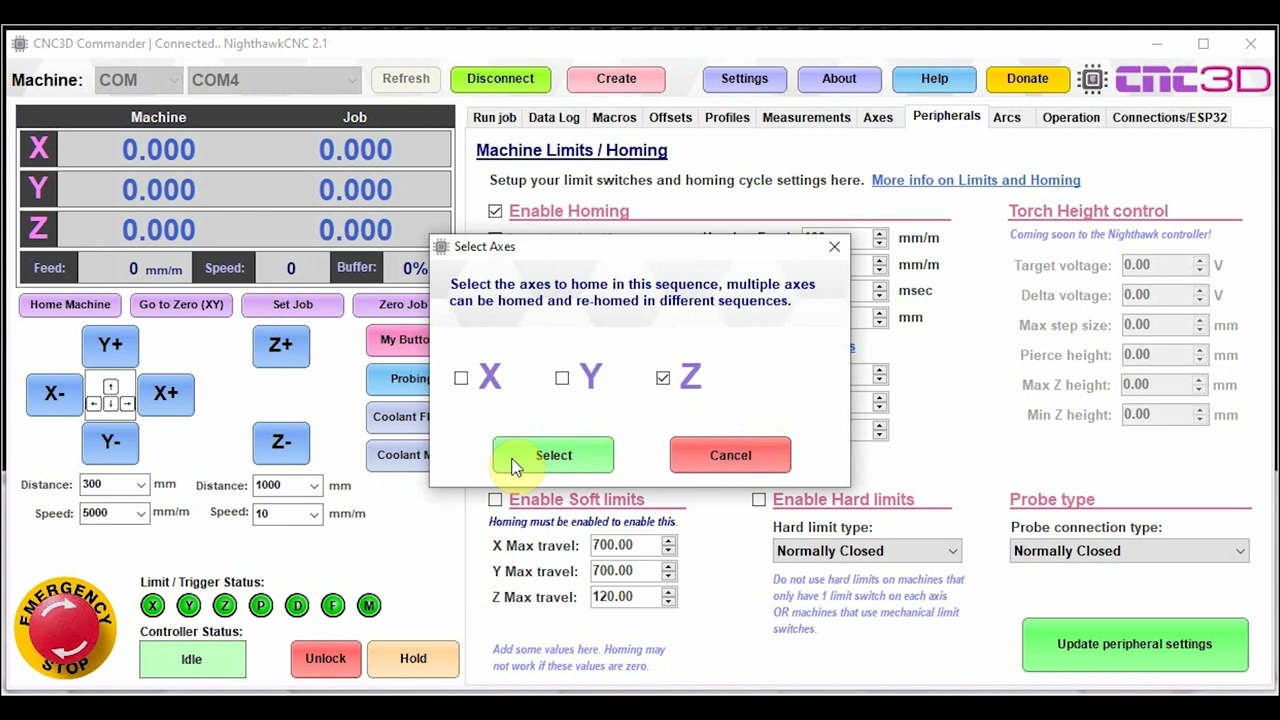 CNC3D Commander | Connected.. NighthawkCNC 2.1
Machine: COM COM4 Refresh Disconnect Create Settings About Help Donate CNC3D
Machine Job
X 0.000 0.000
Y 0.000 0.000
Z 0.000 0.000
Feed: 0 mm/m Speed: 0 Buffer: 0%
Home Machine Go to Zero (XY) Set Job Zero Job
Y+ Z+ My Butto
X- X+ Probing
Coolant
Y- Z- Coolant
Distance: 300 mm Distance: 1000 mm
Speed: 5000 mm/m Speed: 10 mm/m
EMERGENCY STOP
Limit / Trigger Status:
X Y Z P D F M
Controller Status:
Idle Unlock Hold
Run job Data Log Macros Offsets Profiles Measurements Axes Peripherals Arcs Operation Connections/ESP32
Machine Limits / Homing
Setup your limit switches and homing cycle settings here. More info on Limits and Homing
Enable Homing
mm/m
mm/m
msec
mm
s
Select Axes
Select the axes to home in this sequence, multiple axes
can be homed and re-homed in different sequences.
X Y Z
Select Cancel
Torch Height control
Coming soon to the Nighthawk controller!
Target voltage: 0.00 V
Delta voltage: 0.00 V
Max step size: 0.00 mm
Pierce height: 0.00 mm
Max Z height: 0.00 mm
Min Z height: 0.00 mm
Enable Soft limits
Homing must be enabled to enable this.
X Max travel: 700.00
Y Max travel: 700.00
Z Max travel: 120.00
Add some values here. Homing may
not work if these values are zero.
Enable Hard limits
Hard limit type:
Normally Closed
Do not use hard limits on machines that
only have 1 limit switch on each axis
OR machines that use mechanical limit
switches.
Probe type
Probe connection type:
Normally Closed
Update peripheral settings